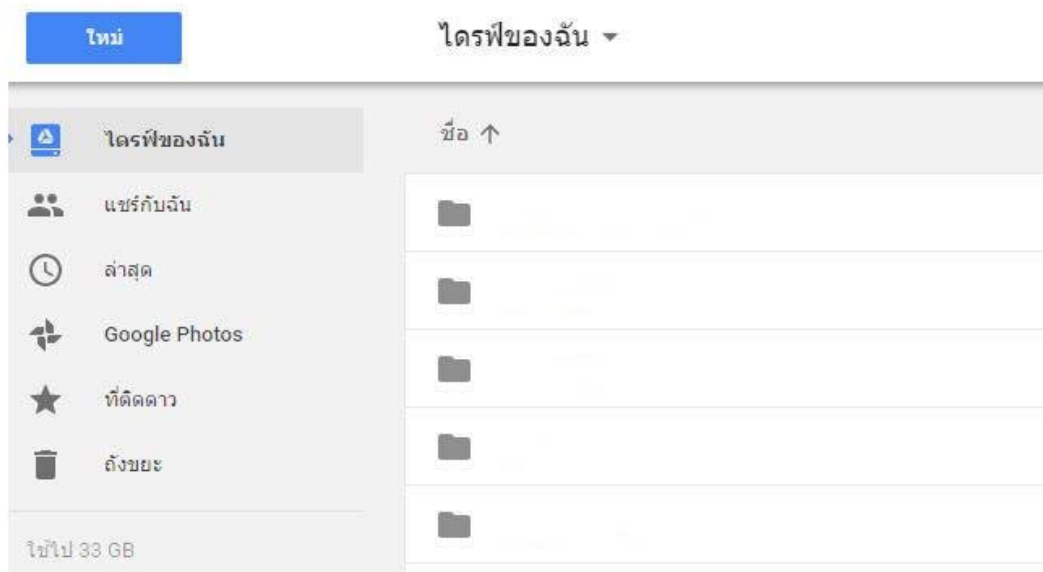 ใหม่
ไดรฟ์ของฉัน
ไดรฟ์ของฉัน
แชร์กับฉัน
ล่าสุด
Google Photos
ที่ติดดาว
ถังขยะ
ใช้ไป 33 GB
ชื่อ